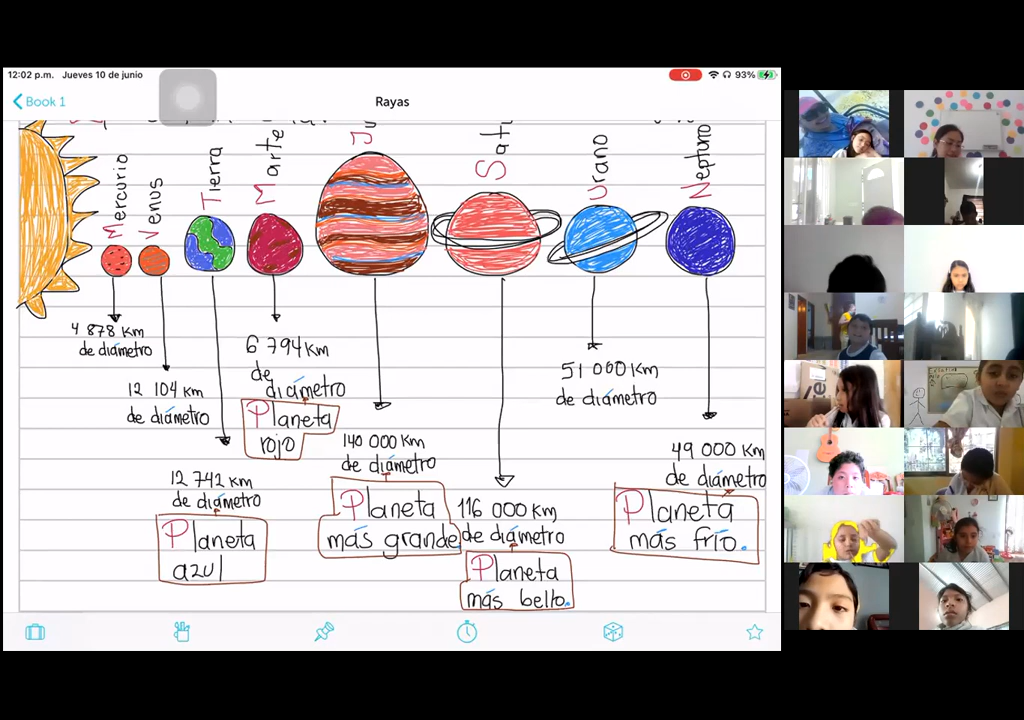 12:02 p.m. Jueves 10 de junio
93%
Book 1
Rayas
Mercurio
Venus
Tierra
Marte
Urano
Neptuno
4 878 Km
de diámetro
12 104 Km
de diámetro
12 742 Km
de diámetro
Planeta
azul
6 794 Km
de
diámetro
Planeta
rojo
140 000 Km
de diámetro
Planeta
más grande
116 000 Km
de diámetro
Planeta
más bello.
51 000 Km
de diámetro
49 000 Km
de diámetro
Planeta
más frío.